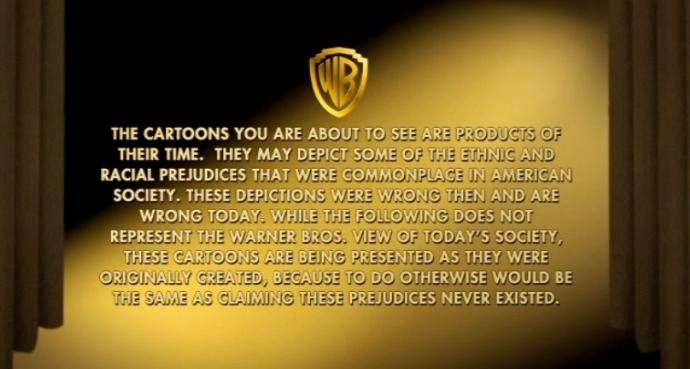 WB
THE CARTOONS YOU ARE ABOUT TO SEE ARE PRODUCTS OF
THEIR TIME. THEY MAY DEPICT SOME OF THE ETHNIC AND
RACIAL PREJUDICES THAT WERE COMMONPLACE IN AMERICAN
SOCIETY. THESE DEPICTIONS WERE WRONG THEN AND ARE
WRONG TODAY. WHILE THE FOLLOWING DOES NOT
REPRESENT THE WARNER BROS. VIEW OF TODAY'S SOCIETY,
THESE CARTOONS ARE BEING PRESENTED AS THEY WERE
ORIGINALLY CREATED, BECAUSE TO DO OTHERWISE WOULD BE
THE SAME AS CLAIMING THESE PREJUDICES NEVER EXISTED.